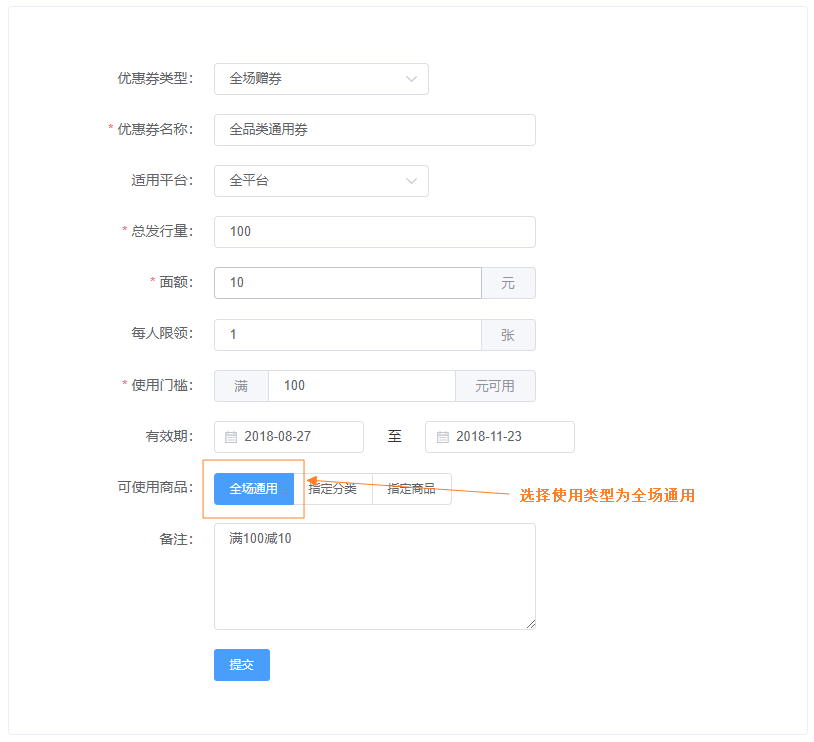 优惠券类型： 全场赠券
* 优惠券名称： 全品类通用券
适用平台： 全平台
* 总发行量： 100
* 面额： 10 元
每人限领： 1 张
* 使用门槛： 满 100 元可用
有效期： 2018-08-27 至 2018-11-23
可使用商品： 全场通用 指定分类 指定商品
选择使用类型为全场通用
备注： 满100减10
提交